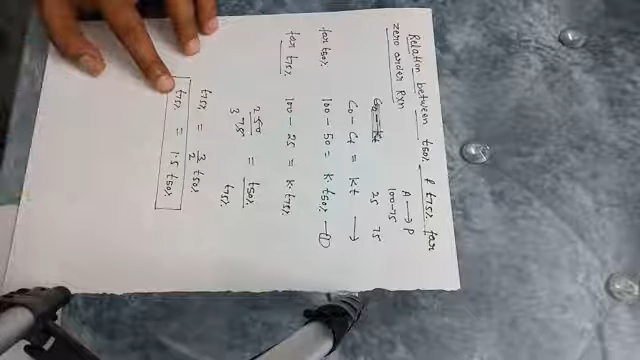 Relation between t50% & t75% for
zero order Rxn
A → P
100-75
25 75
C0 - Ct = Kt →
for t50% 100 - 50 = K. t50% - ①
for t75% 100 - 25 = K. t75%
2 50 / 3 75 = t50% / t75%
t75% = 3/2 t50%
t75% = 1.5 t50%